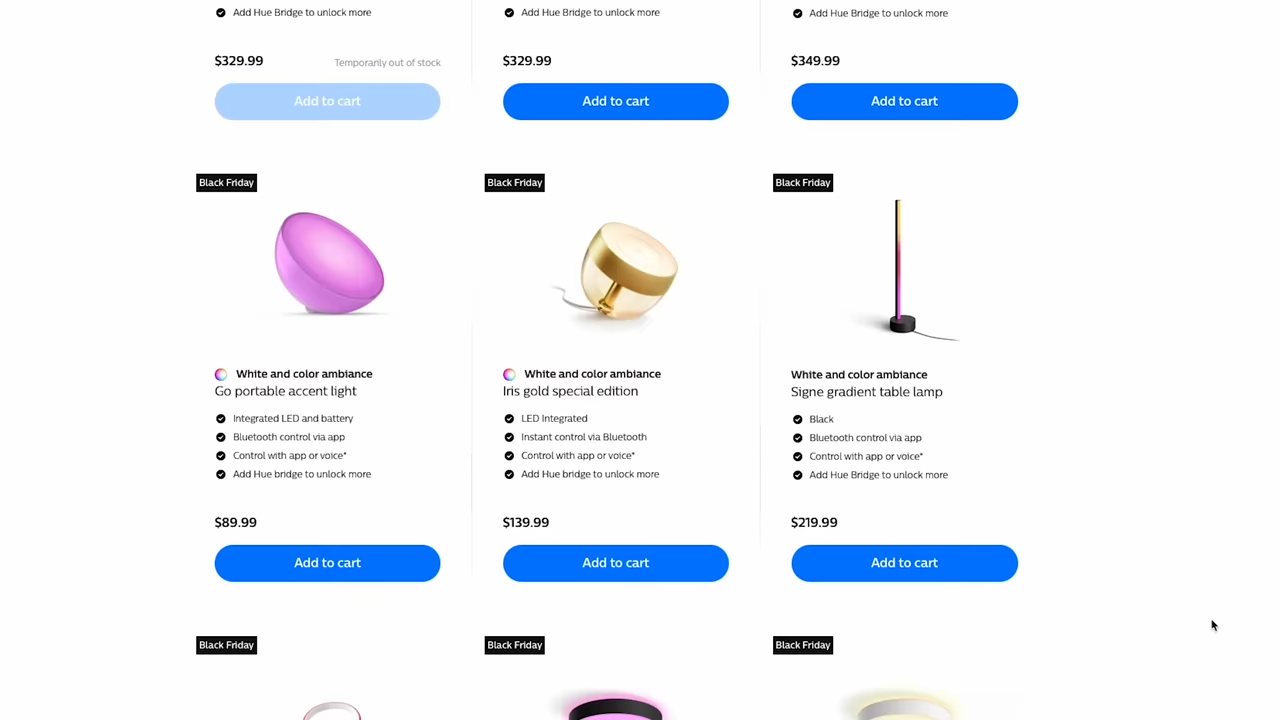 Add Hue Bridge to unlock more
Add Hue Bridge to unlock more
Add Hue Bridge to unlock more
$329.99
Temporarily out of stock
$329.99
$349.99
Add to cart
Add to cart
Add to cart
Black Friday
Black Friday
Black Friday
White and color ambiance
Go portable accent light
Integrated LED and battery
Bluetooth control via app
Control with app or voice*
Add Hue bridge to unlock more
$89.99
Add to cart
White and color ambiance
Iris gold special edition
LED Integrated
Instant control via Bluetooth
Control with app or voice*
Add Hue bridge to unlock more
$139.99
Add to cart
White and color ambiance
Signe gradient table lamp
Black
Bluetooth control via app
Control with app or voice*
Add Hue Bridge to unlock more
$219.99
Add to cart
Black Friday
Black Friday
Black Friday